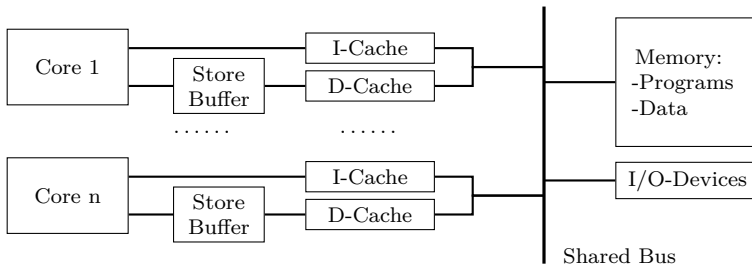 Core 1
I-Cache
Store
Buffer
D-Cache
. . . . . .
. . . . . .
Core n
I-Cache
Store
Buffer
D-Cache
Memory:
-Programs
-Data
I/O-Devices
Shared Bus